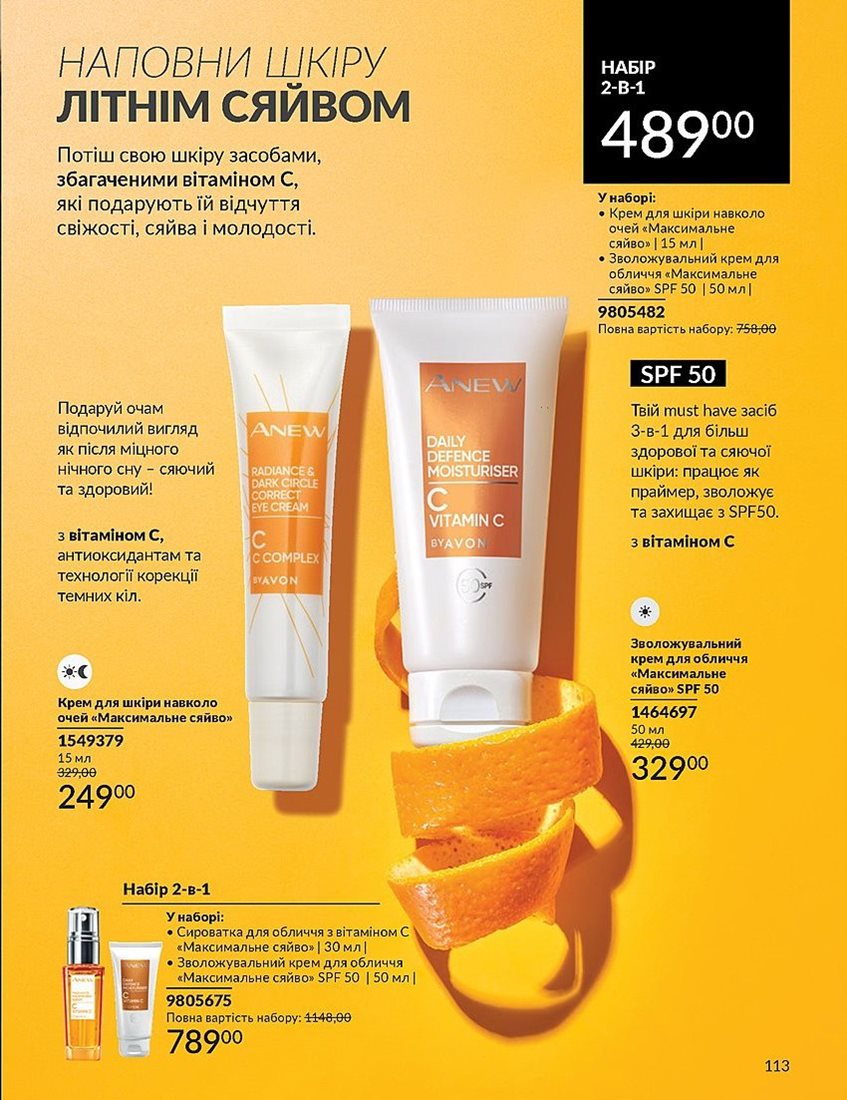 НАПОВНИ ШКІРУ
ЛІТНІМ СЯЙВОМ
Потіш свою шкіру засобами,
збагаченими вітаміном С,
які подарують їй відчуття
свіжості, сяйва і молодості.
НАБІР
2-В-1
489⁰⁰
У наборі:
• Крем для шкіри навколо
очей «Максимальне
сяйво» | 15 мл |
• Зволожувальний крем для
обличчя «Максимальне
сяйво» SPF 50 | 50 мл |
9805482
Повна вартість набору: 758,00
SPF 50
Твій must have засіб
3-в-1 для більш
здорової та сяючої
шкіри: працює як
праймер, зволожує
та захищає з SPF50.
з вітаміном С
Зволожувальний
крем для обличчя
«Максимальне
сяйво» SPF 50
1464697
50 мл
429,00
329⁰⁰
Подаруй очам
відпочилий вигляд
як після міцного
нічного сну – сяючий
та здоровий!
з вітаміном С,
антиоксидантам та
технології корекції
темних кіл.
Крем для шкіри навколо
очей «Максимальне сяйво»
1549379
15 мл
329,00
249⁰⁰
ANEW
RADIANCE &
DARK CIRCLE
CORRECT
EYE CREAM
C
C COMPLEX
BY AVON
ANEW
DAILY
DEFENCE
MOISTURISER
C
VITAMIN C
BY AVON
50 SPF
Набір 2-в-1
У наборі:
• Сироватка для обличчя з вітаміном С
«Максимальне сяйво» | 30 мл |
• Зволожувальний крем для обличчя
«Максимальне сяйво» SPF 50 | 50 мл |
9805675
Повна вартість набору: 1148,00
789⁰⁰
ANEW
C
ANEW
DAILY
DEFENCE
MOISTURISER
C
VITAMIN C
113